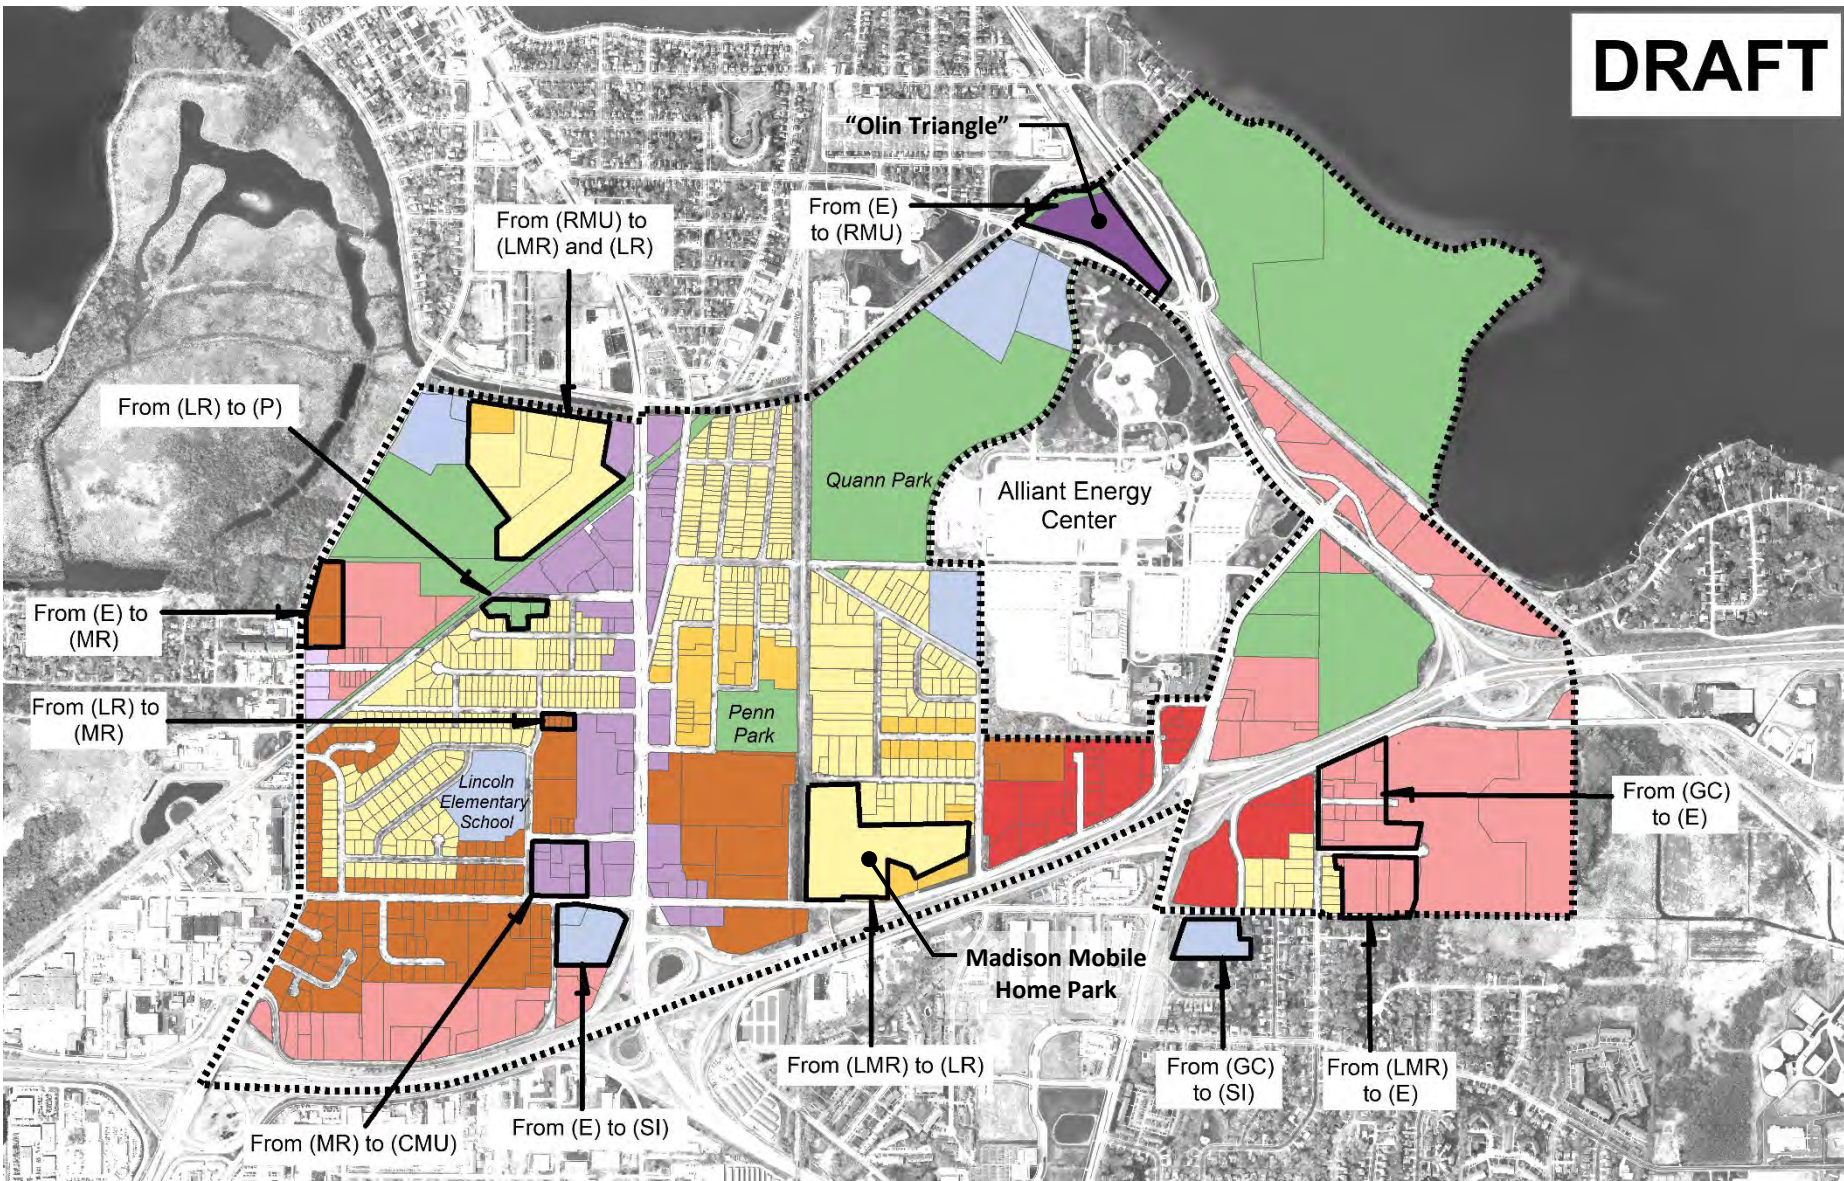 DRAFT
“Olin Triangle”
From (E)
to (RMU)
From (RMU) to
(LMR) and (LR)
From (LR) to (P)
Quann Park
Alliant Energy
Center
From (E) to
(MR)
From (LR) to
(MR)
Penn
Park
Lincoln
Elementary
School
From (GC)
to (E)
Madison Mobile
Home Park
From (LMR) to (LR)
From (GC)
to (SI)
From (LMR)
to (E)
From (MR) to (CMU)
From (E) to (SI)